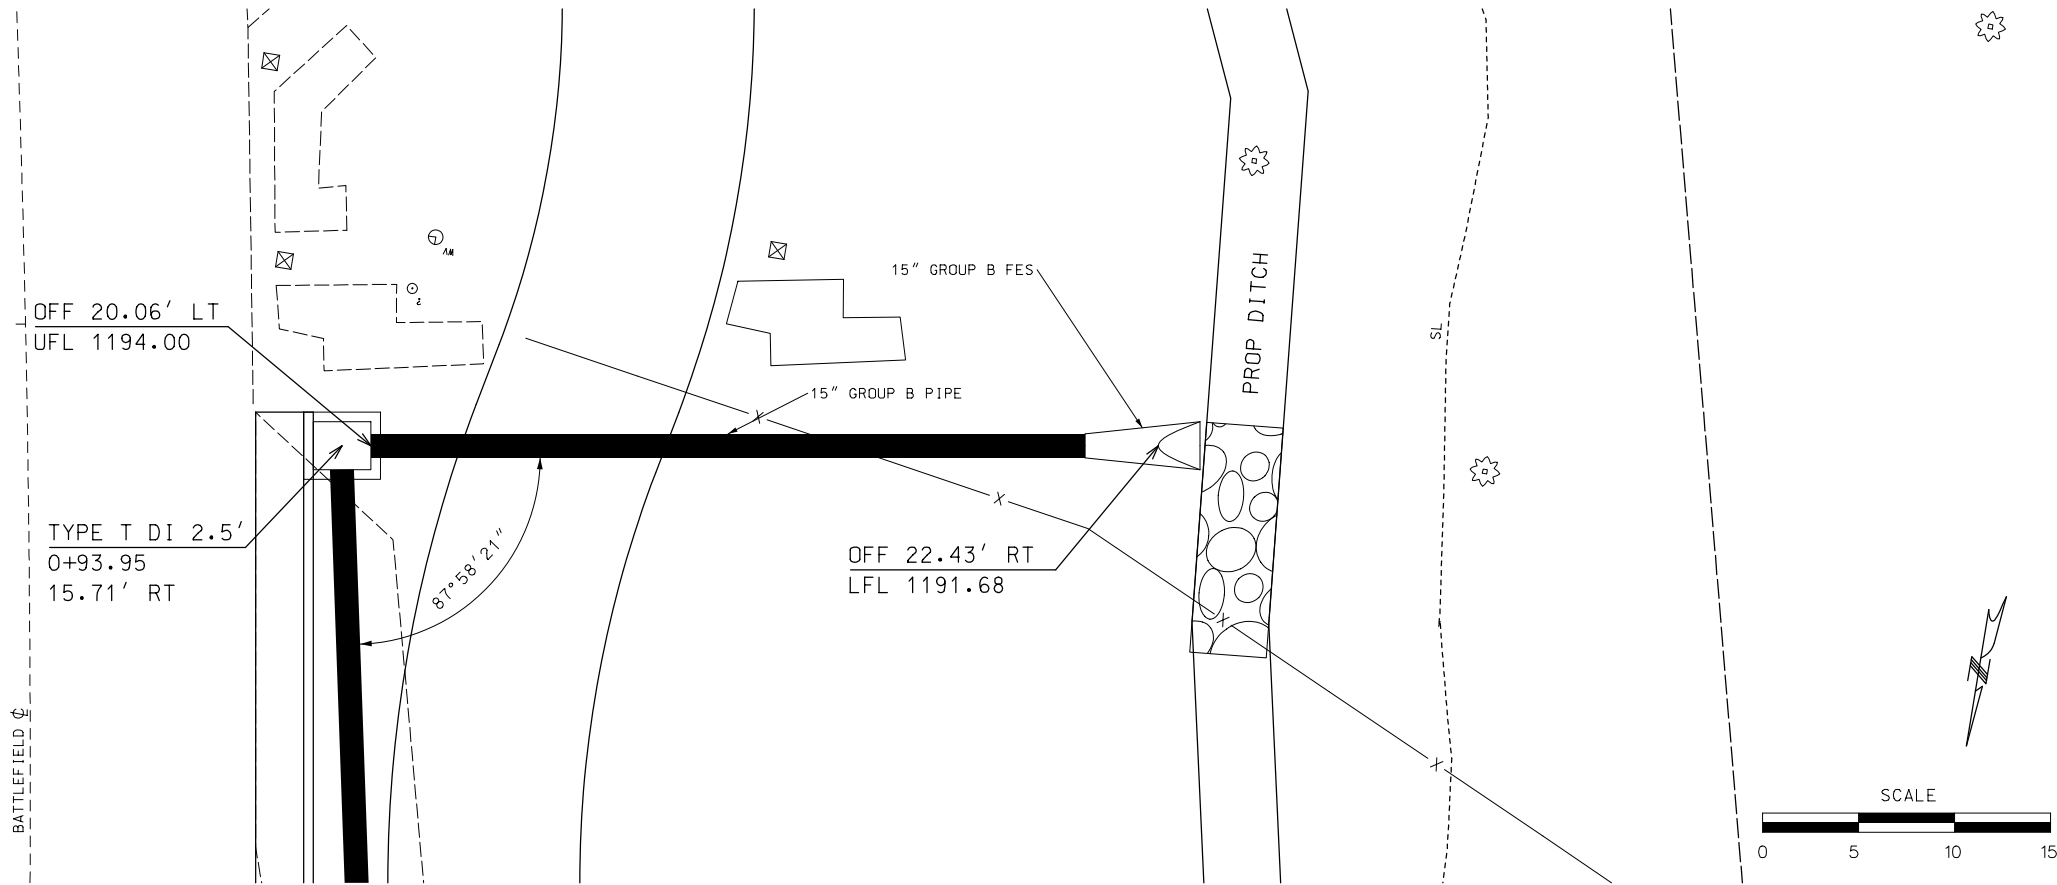 WV
?
OFF 20.06' LT
UFL 1194.00
15" GROUP B FES
15" GROUP B PIPE
PROP DITCH
SL
X
X
X
X
TYPE T DI 2.5'
0+93.95
15.71' RT
87°58'21"
OFF 22.43' RT
LFL 1191.68
BATTLEFIELD ℄
SCALE
0 5 10 15